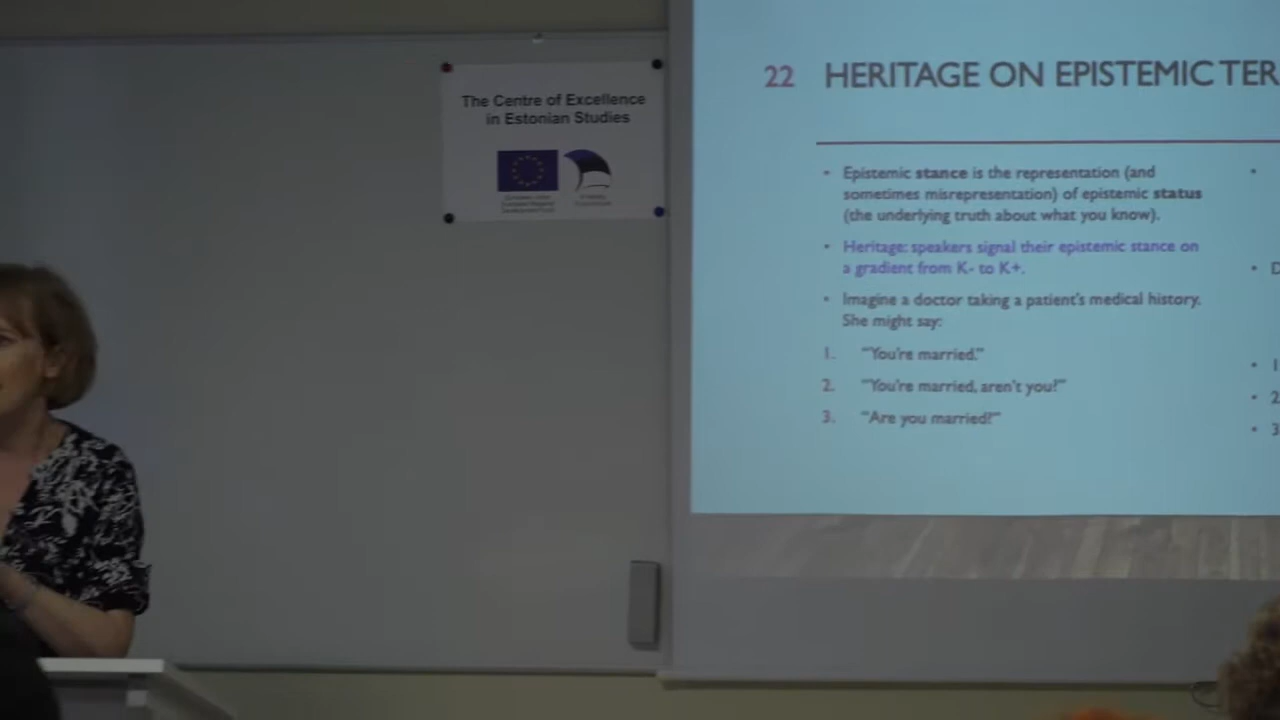 The Centre of Excellence
in Estonian Studies
22 HERITAGE ON EPISTEMIC TER
• Epistemic stance is the representation (and
sometimes misrepresentation) of epistemic status
(the underlying truth about what you know).
• Heritage: speakers signal their epistemic stance on
a gradient from K- to K+.
• Imagine a doctor taking a patient's medical history.
She might say:
1. "You're married."
2. "You're married, aren't you?"
3. "Are you married?"
• D
• 1
• 2
• 3